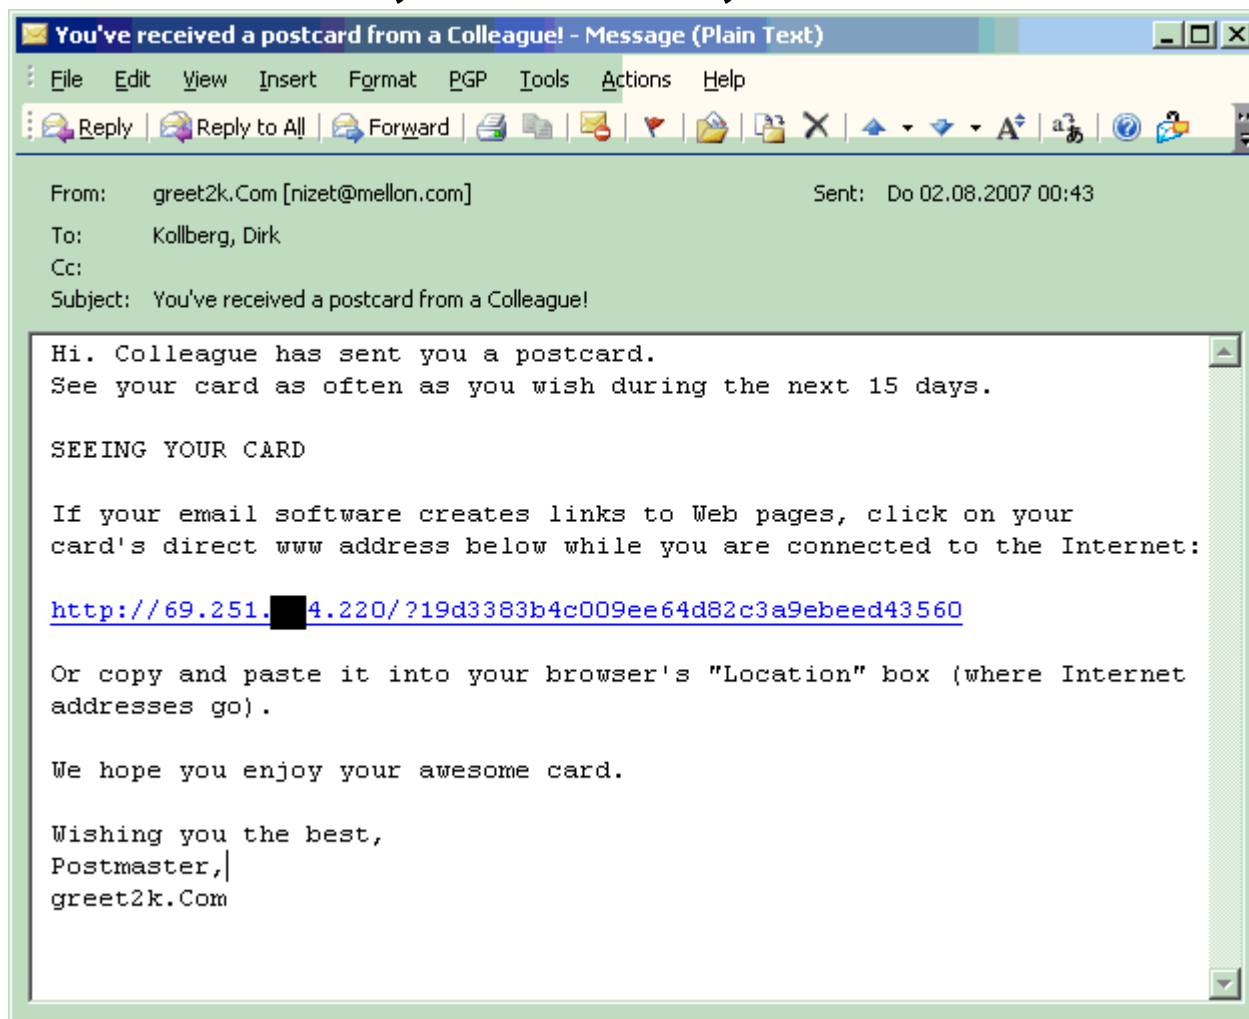 You've received a postcard from a Colleague! - Message (Plain Text)
File Edit View Insert Format PGP Tools Actions Help
Reply Reply to All Forward
From: greet2k.Com [nizet@mellon.com] Sent: Do 02.08.2007 00:43
To: Kollberg, Dirk
Cc:
Subject: You've received a postcard from a Colleague!
Hi. Colleague has sent you a postcard.
See your card as often as you wish during the next 15 days.
SEEING YOUR CARD
If your email software creates links to Web pages, click on your
card's direct www address below while you are connected to the Internet:
http://69.251. 4.220/?19d3383b4c009ee64d82c3a9ebeed43560
Or copy and paste it into your browser's "Location" box (where Internet
addresses go).
We hope you enjoy your awesome card.
Wishing you the best,
Postmaster,
greet2k.Com